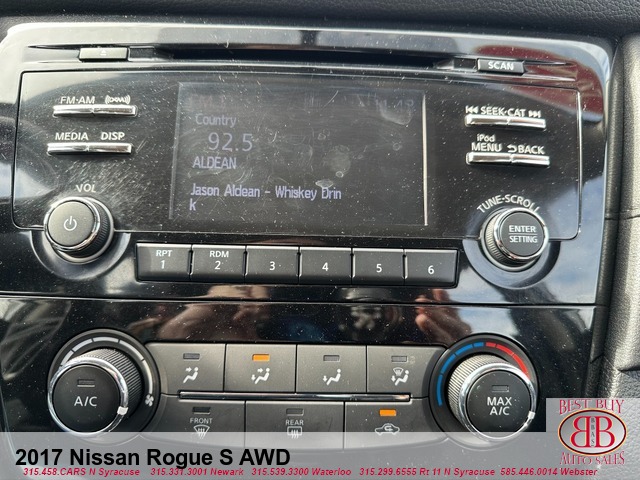 SCAN
FM·AM
MEDIA DISP
SEEK·CAT
iPod
MENU BACK
Country
92.5
ALDEAN
Jason Aldean - Whiskey Drin
k
VOL
TUNE·SCROLL
ENTER
SETTING
RPT RDM
1 2 3 4 5 6
A/C
FRONT
REAR
MAX
A/C
BEST BUY
B B
AUTO SALES
2017 Nissan Rogue S AWD
315.458.CARS N Syracuse 315.331.3001 Newark 315.539.3300 Waterloo 315.299.6555 Rt 11 N Syracuse 585.446.0014 Webster